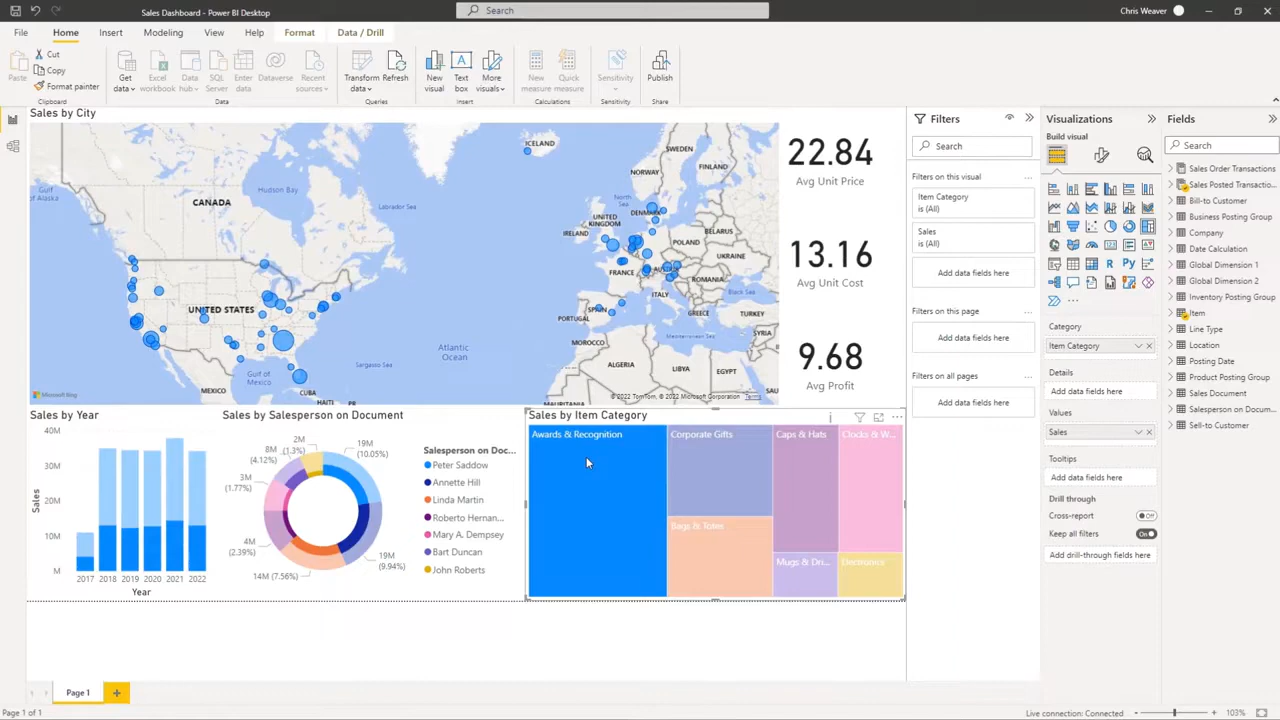 Sales Dashboard - Power BI Desktop
Search
Chris Weaver
File
Home
Insert
Modeling
View
Help
Format
Data / Drill
Paste
Cut
Copy
Format painter
Clipboard
Get data
Excel workbook
Data hub
SQL Server
Enter data
Dataverse
Recent sources
Data
Transform data
Refresh
Queries
New visual
Text box
More visuals
Insert
New measure
Quick measure
Calculations
Sensitivity
Sensitivity
Publish
Share
Sales by City
ICELAND
SWEDEN
FINLAND
NORWAY
CANADA
Hudson Bay
Labrador Sea
Gulf of Alaska
North Sea
DENMARK
UNITED KINGDOM
IRELAND
BELARUS
POLAND
UKRAINE
FRANCE
AUSTRIA
ROMANIA
ITALY
Black Sea
UNITED STATES
SPAIN
PORTUGAL
GREECE
TURKEY
Mediterranean Sea
SYRIA
Atlantic Ocean
Sargasso Sea
MOROCCO
ALGERIA
LIBYA
EGYPT
Gulf of Mexico
MEXICO
CUBA
HAITI
PR
MAURITANIA
MALI
NIGER
CHAD
SUDAN
SAU
Microsoft Bing
© 2022 TomTom, © 2022 Microsoft Corporation Terms
22.84
Avg Unit Price
13.16
Avg Unit Cost
9.68
Avg Profit
Sales by Year
40M
30M
20M
10M
M
Sales
2017 2018 2019 2020 2021 2022
Year
Sales by Salesperson on Document
2M (1.3%)
19M (10.05%)
8M (4.12%)
3M (1.77%)
4M (2.39%)
14M (7.56%)
19M (9.94%)
Salesperson on Doc...
Peter Saddow
Annette Hill
Linda Martin
Roberto Hernan...
Mary A. Dempsey
Bart Duncan
John Roberts
Sales by Item Category
Awards & Recognition
Corporate Gifts
Caps & Hats
Clocks & W...
Bags & Totes
Mugs & Dri...
Electronics
Filters
Search
Filters on this visual
Item Category
is (All)
Sales
is (All)
Add data fields here
Filters on this page
Add data fields here
Filters on all pages
Add data fields here
Visualizations
Build visual
R
Py
Category
Item Category
Details
Add data fields here
Values
Sales
Tooltips
Add data fields here
Drill through
Cross-report
Off
Keep all filters
On
Add drill-through fields here
Fields
Search
Sales Order Transactions
Sales Posted Transactio...
Bill-to Customer
Business Posting Group
Company
Date Calculation
Global Dimension 1
Global Dimension 2
Inventory Posting Group
Item
Line Type
Location
Posting Date
Product Posting Group
Sales Document
Salesperson on Docum...
Sell-to Customer
Page 1
Page 1 of 1
Live connection: Connected
103%